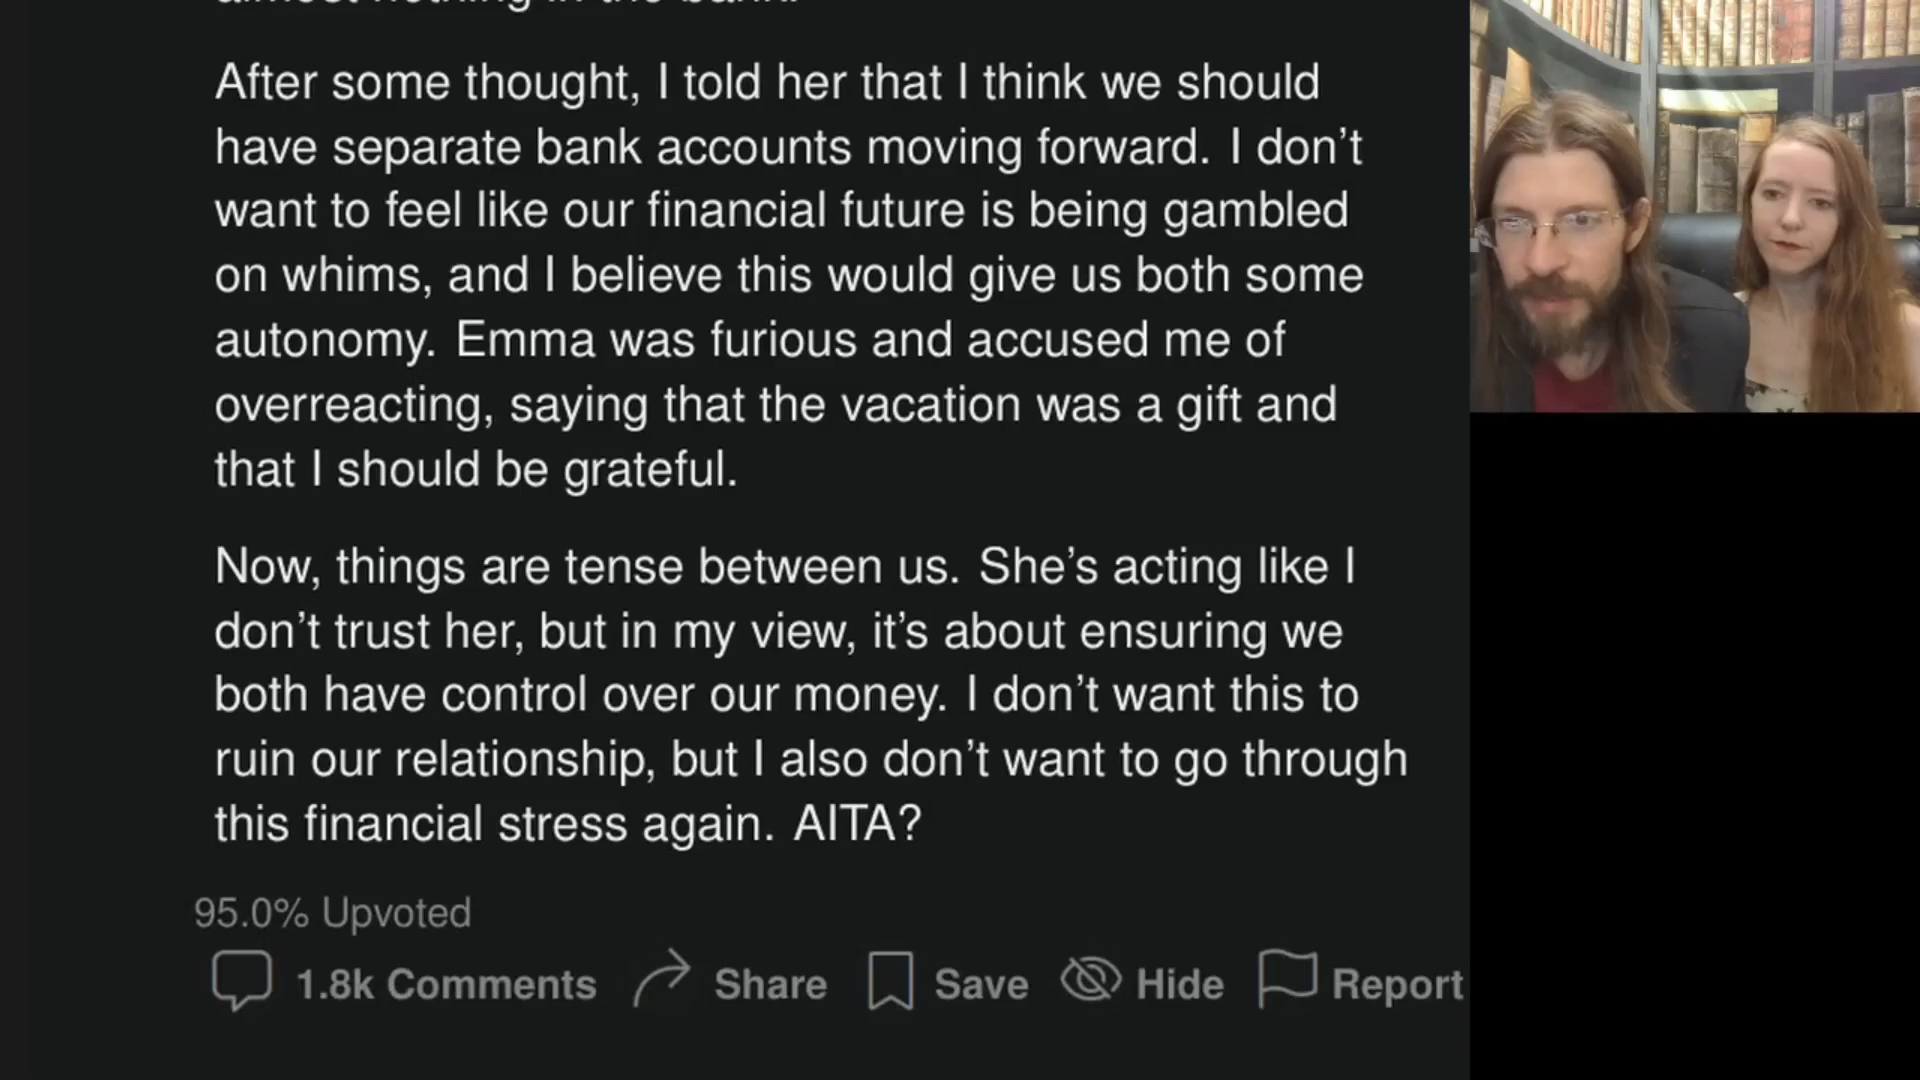 almost nothing in the bank.
After some thought, I told her that I think we should
have separate bank accounts moving forward. I don’t
want to feel like our financial future is being gambled
on whims, and I believe this would give us both some
autonomy. Emma was furious and accused me of
overreacting, saying that the vacation was a gift and
that I should be grateful.
Now, things are tense between us. She’s acting like I
don’t trust her, but in my view, it’s about ensuring we
both have control over our money. I don’t want this to
ruin our relationship, but I also don’t want to go through
this financial stress again. AITA?
95.0% Upvoted
1.8k Comments Share Save Hide Report